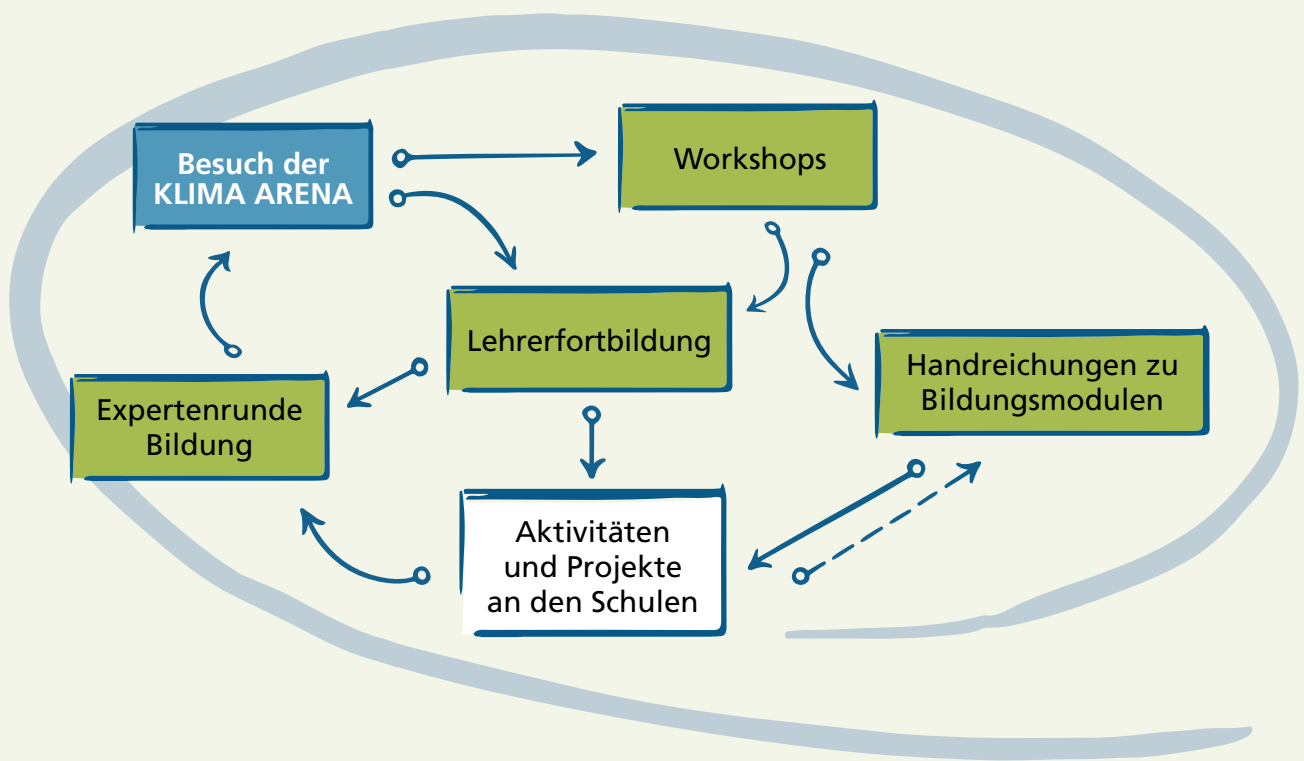 Besuch der
KLIMA ARENA
Workshops
Lehrerfortbildung
Handreichungen zu
Bildungsmodulen
Expertenrunde
Bildung
Aktivitäten
und Projekte
an den Schulen